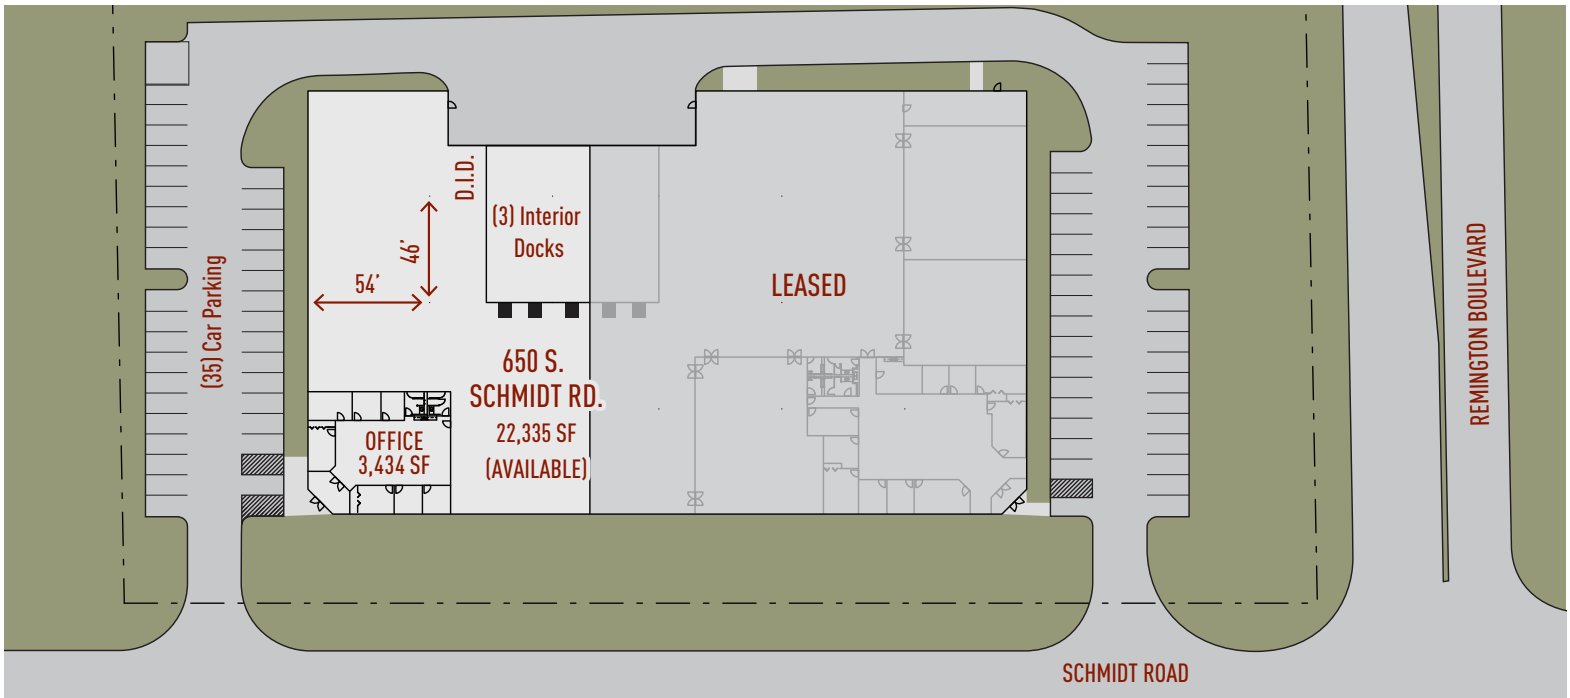 D.I.D.
(3) Interior
Docks
46'
54'
(35) Car Parking
LEASED
650 S.
SCHMIDT RD.
22,335 SF
(AVAILABLE)
OFFICE
3,434 SF
REMINGTON BOULEVARD
SCHMIDT ROAD